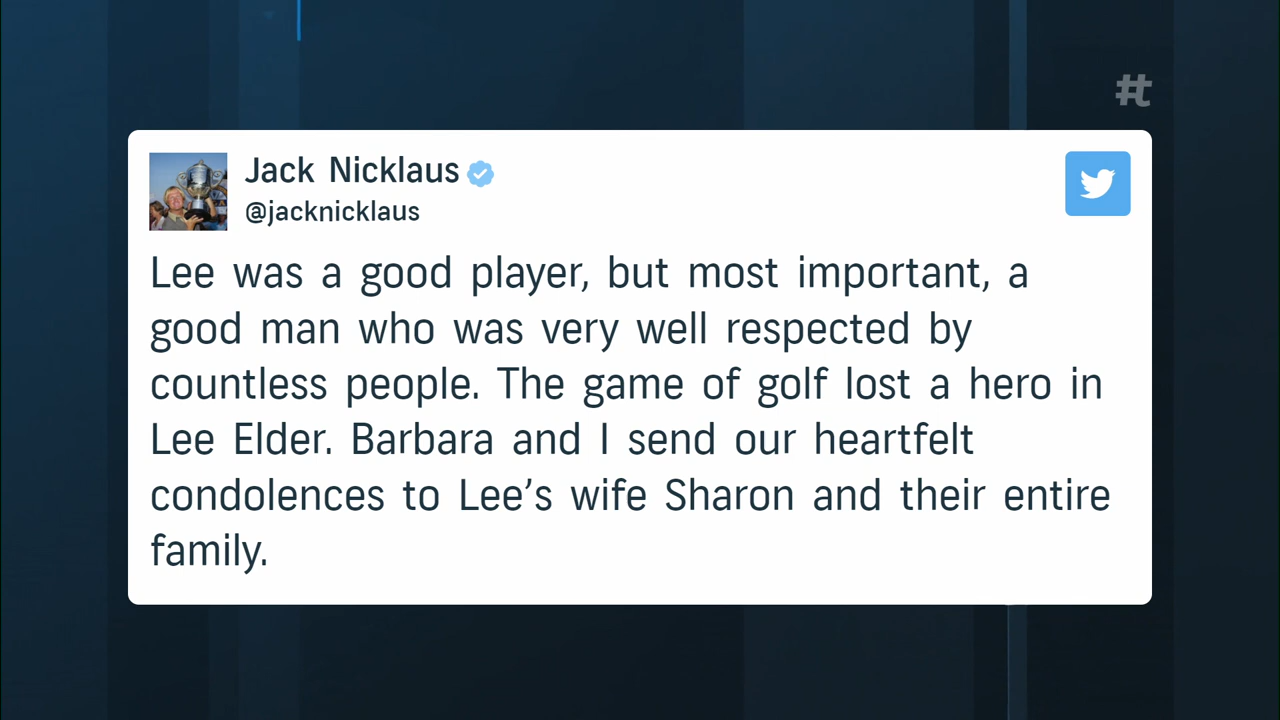 Jack Nicklaus
@jacknicklaus
Lee was a good player, but most important, a
good man who was very well respected by
countless people. The game of golf lost a hero in
Lee Elder. Barbara and I send our heartfelt
condolences to Lee’s wife Sharon and their entire
family.